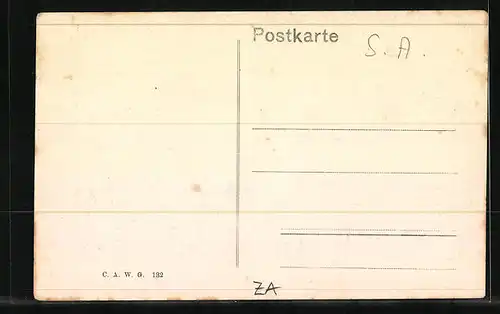 Postkarte
S. A.
C. A. W. G. 132
ZA